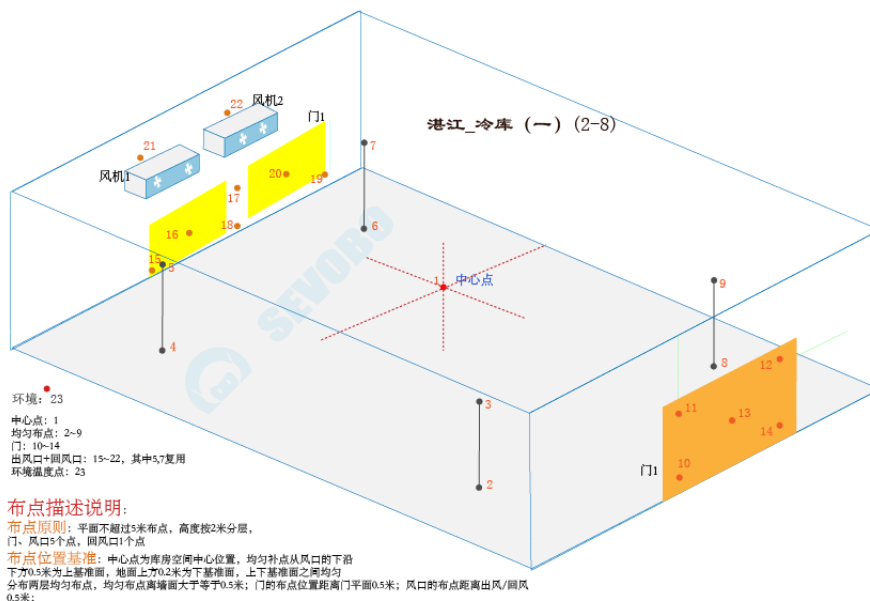 湛江_冷库（一）(2-8)
22
风机2
门1
21
风机1
7
20
19
17
18
16
15
5
6
SEVOBO
1
中心点
9
4
8
12
11
13
14
3
10
门1
2
环境：23
中心点：1
均匀布点：2~9
门：10~14
出风口+回风口：15~22，其中5,7复用
环境温度点：23
布点描述说明：
布点原则：平面不超过5米布点，高度按2米分层，
门、风口5个点，回风口1个点
布点位置基准：中心点为库房空间中心位置，均匀补点从风口的下沿
下方0.5米为上基准面，地面上方0.2米为下基准面，上下基准面之间均匀
分布两层均匀布点，均匀布点离墙面大于等于0.5米；门的布点位置距离门平面0.5米；风口的布点距离出风/回风
0.5米；